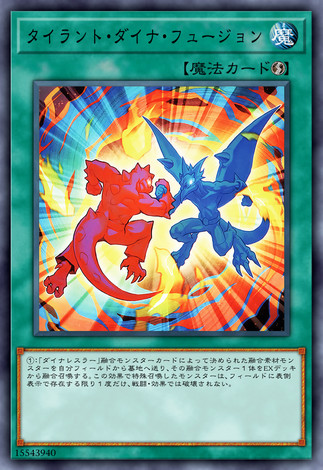 タイラント・ダイナ・フュージョン 魔
【魔法カード】
①:「ダイナレスラー」融合モンスターカードによって決められた融合素材モン
スターを自分フィールドから墓地へ送り、その融合モンスター1体をEXデッキ
から融合召喚する。この効果で特殊召喚したモンスターは、フィールドに表側
表示で存在する限り1度だけ、戦闘・効果では破壊されない。
15543940